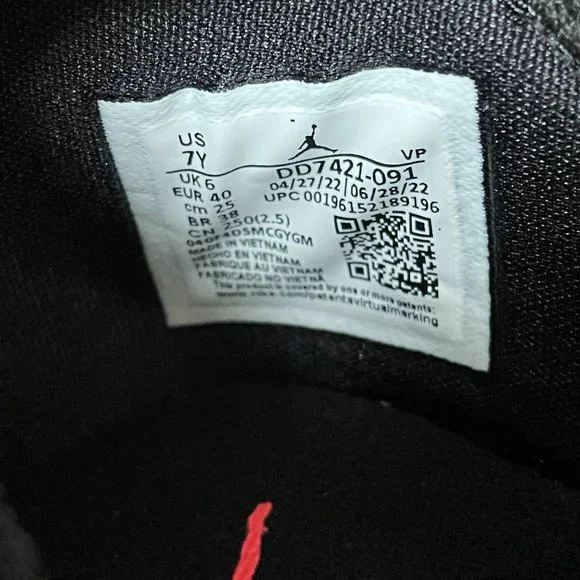 US
7Y
VP
DD7421-091
UK 6
04/27/22|06/28/22
EUR 40
UPC 00196152189196
cm 25
BR 38
CN 250(2.5)
MADE IN VIETNAM
HECHO EN VIETNAM
FABRIQUE AU VIETNAM
FABRICADO NO VIETNÃ
This product is covered by one or more patents:
www.nike.com/patentsvirtualmarking